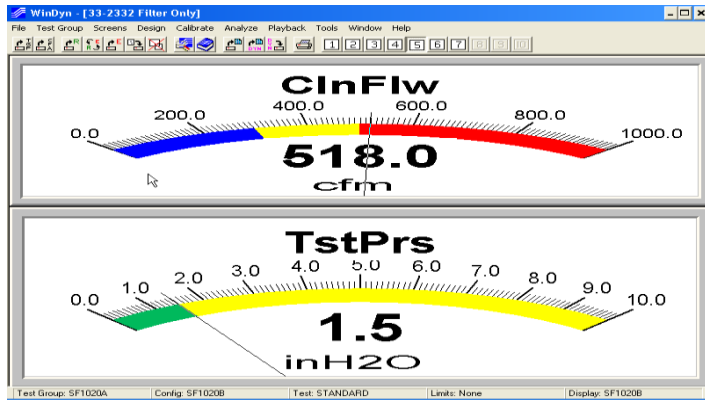 WinDyn - [33-2332 Filter Only]
File Test Group Screens Design Calibrate Analyze Playback Tools Window Help
1 2 3 4 5 6 7 8 9 10
ClnFlw
0.0 200.0 400.0 600.0 800.0 1000.0
518.0
cfm
TstPrs
0.0 1.0 2.0 3.0 4.0 5.0 6.0 7.0 8.0 9.0 10.0
1.5
inH2O
Test Group: SF1020A Config: SF1020B Test: STANDARD Limits: None Display: SF1020B